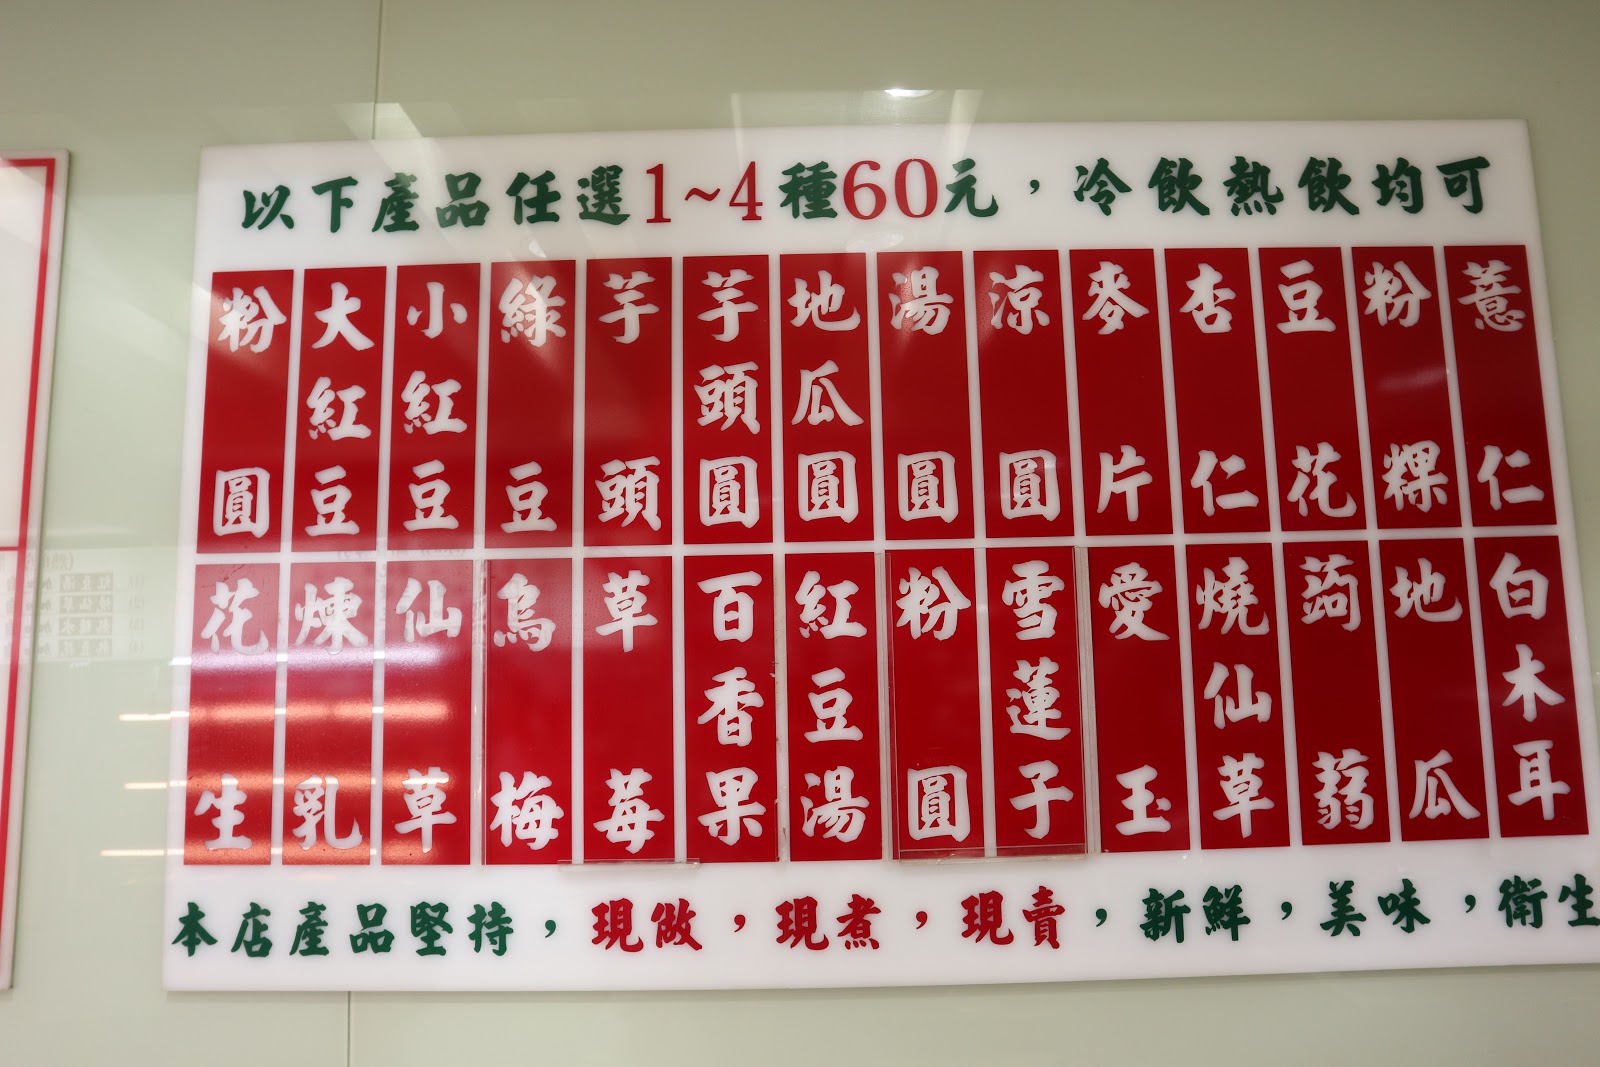 以下產品任選1~4種60元，冷飲熱飲均可
粉圓
大紅豆
小紅豆
綠豆
芋頭
芋頭圓
地瓜圓
湯圓
涼圓
麥片
杏仁
豆花
粉粿
薏仁
花生
煉乳
仙草
烏梅
草莓
百香果
紅豆湯
粉圓
雪蓮子
愛玉
燒仙草
蒟蒻
地瓜
白木耳
本店產品堅持，現做，現煮，現賣，新鮮，美味，衛生